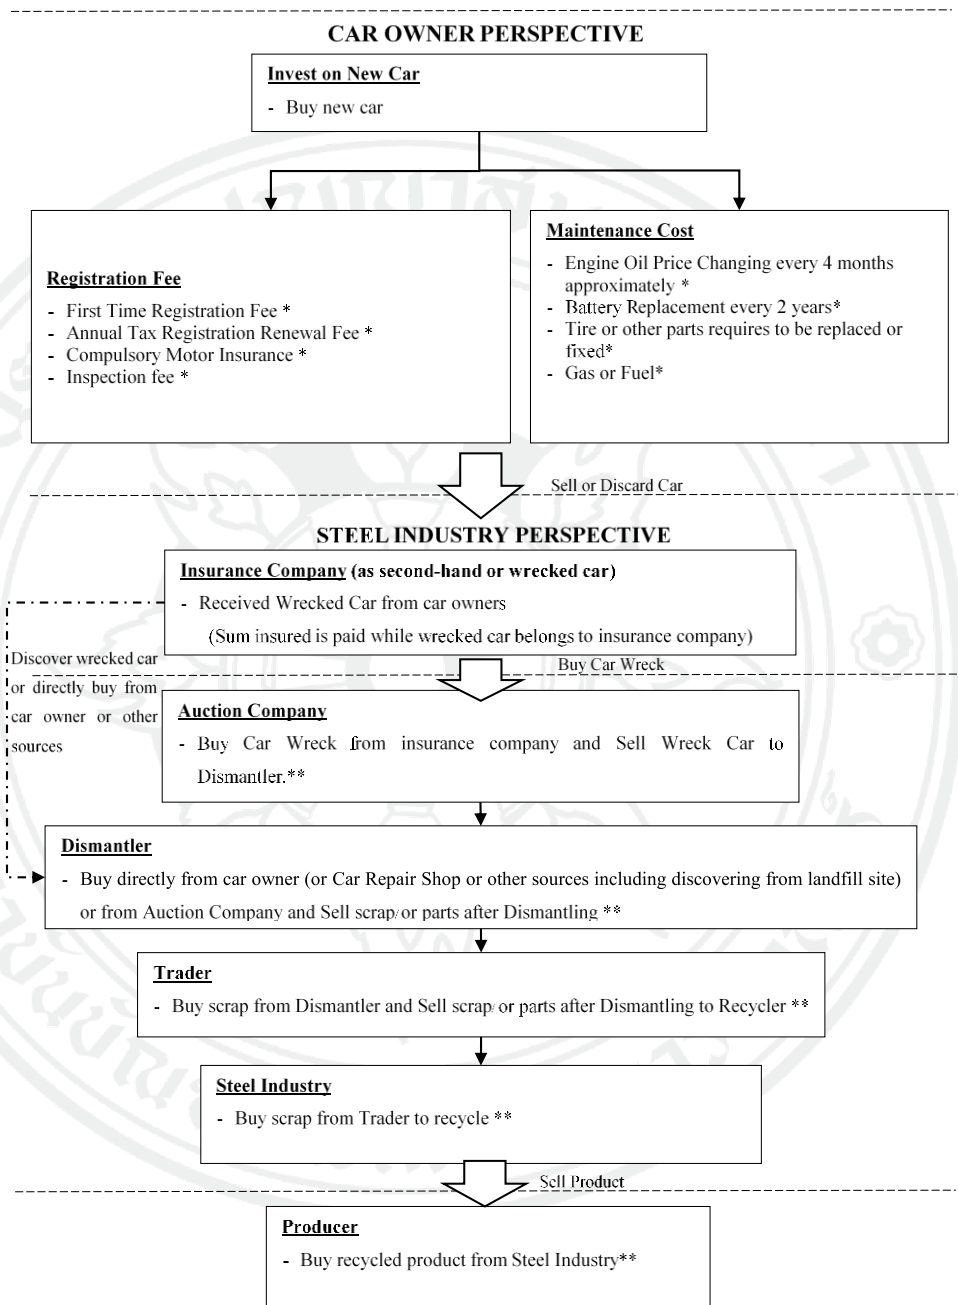 CAR OWNER PERSPECTIVE
Invest on New Car
- Buy new car
Registration Fee
- First Time Registration Fee *
- Annual Tax Registration Renewal Fee *
- Compulsory Motor Insurance *
- Inspection fee *
Maintenance Cost
- Engine Oil Price Changing every 4 months
approximately *
- Battery Replacement every 2 years*
- Tire or other parts requires to be replaced or
fixed*
- Gas or Fuel*
Sell or Discard Car
STEEL INDUSTRY PERSPECTIVE
Insurance Company (as second-hand or wrecked car)
- Received Wrecked Car from car owners
(Sum insured is paid while wrecked car belongs to insurance company)
Discover wrecked car
or directly buy from
car owner or other
sources
Buy Car Wreck
Auction Company
- Buy Car Wreck from insurance company and Sell Wreck Car to
Dismantler.**
Dismantler
- Buy directly from car owner (or Car Repair Shop or other sources including discovering from landfill site)
or from Auction Company and Sell scrap/or parts after Dismantling **
Trader
- Buy scrap from Dismantler and Sell scrap/or parts after Dismantling to Recycler **
Steel Industry
- Buy scrap from Trader to recycle **
Sell Product
Producer
- Buy recycled product from Steel Industry**